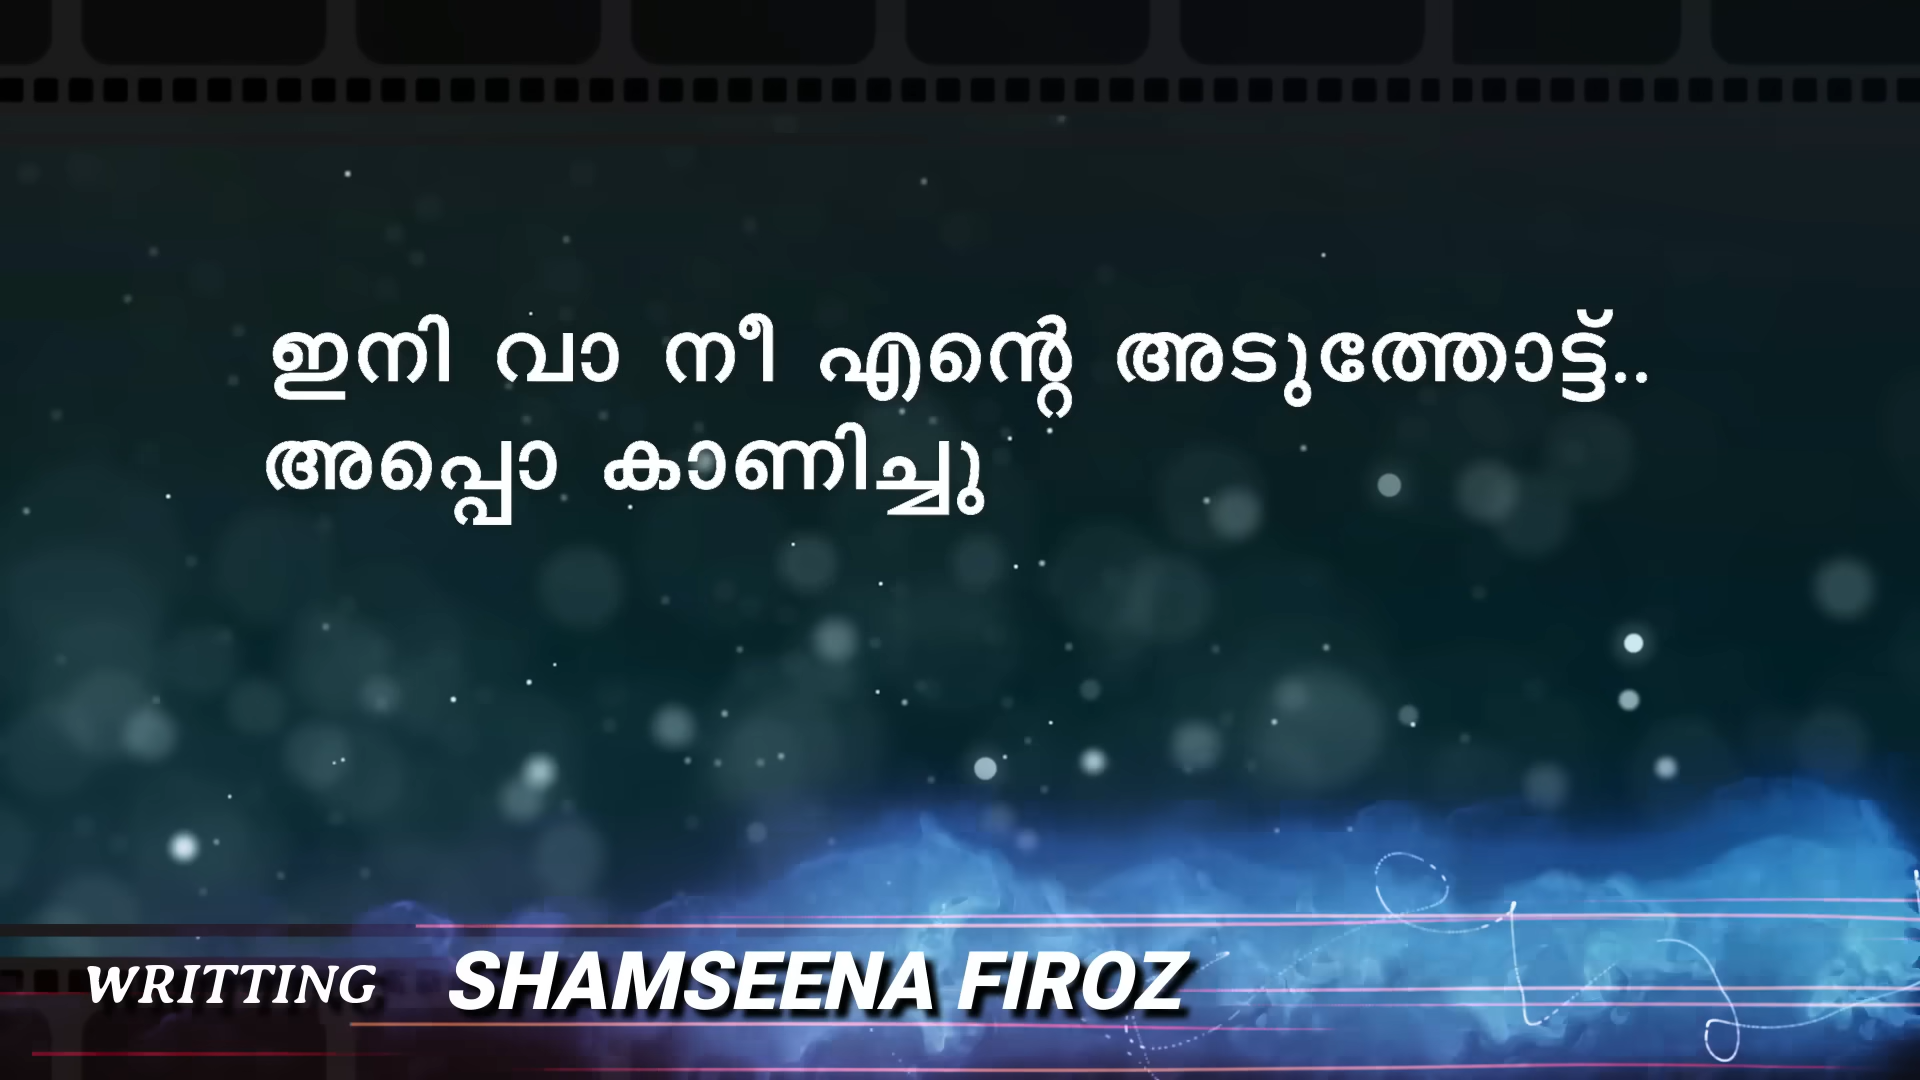 ഇനി വാ നീ എന്റെ അടുത്തോട്ട്..
അപ്പൊ കാണിച്ചു
WRITTING SHAMSEENA FIROZ